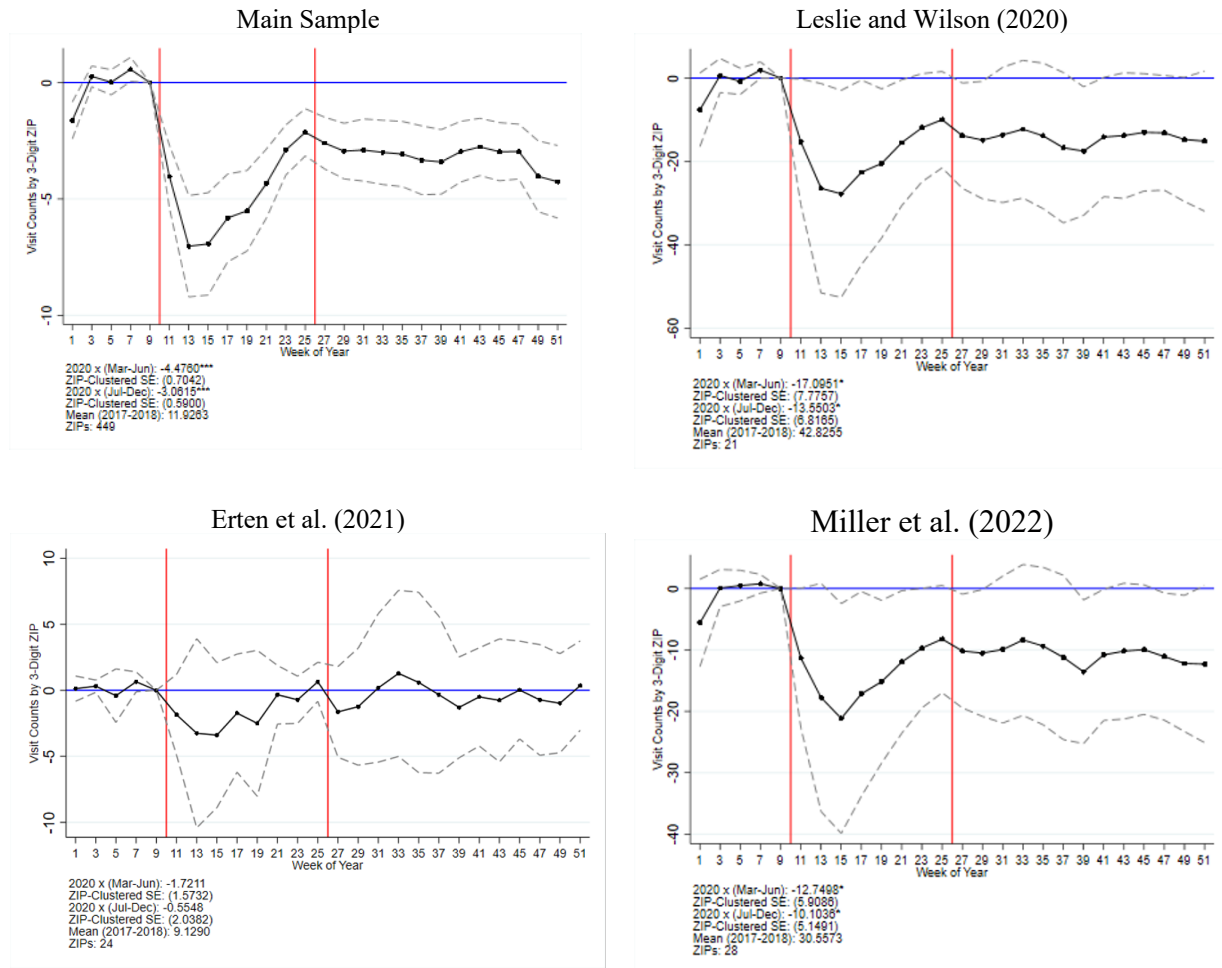 Main Sample
Visit Counts by 3-Digit ZIP
0
-5
-10
1 3 5 7 9 11 13 15 17 19 21 23 25 27 29 31 33 35 37 39 41 43 45 47 49 51
Week of Year
2020 x (Mar-Jun): -4.4760***
ZIP-Clustered SE: (0.7042)
2020 x (Jul-Dec): -3.0615***
ZIP-Clustered SE: (0.5900)
Mean (2017-2018): 11.9263
ZIPs: 449
Leslie and Wilson (2020)
Visit Counts by 3-Digit ZIP
0
-20
-40
-60
1 3 5 7 9 11 13 15 17 19 21 23 25 27 29 31 33 35 37 39 41 43 45 47 49 51
Week of Year
2020 x (Mar-Jun): -17.0951*
ZIP-Clustered SE: (7.7757)
2020 x (Jul-Dec): -13.5503*
ZIP-Clustered SE: (6.8165)
Mean (2017-2018): 42.8255
ZIPs: 21
Erten et al. (2021)
Visit Counts by 3-Digit ZIP
10
5
0
-5
-10
1 3 5 7 9 11 13 15 17 19 21 23 25 27 29 31 33 35 37 39 41 43 45 47 49 51
Week of Year
2020 x (Mar-Jun): -1.7211
ZIP-Clustered SE: (1.5732)
2020 x (Jul-Dec): -0.5548
ZIP-Clustered SE: (2.0382)
Mean (2017-2018): 9.1290
ZIPs: 24
Miller et al. (2022)
Visit Counts by 3-Digit ZIP
0
-10
-20
-30
-40
1 3 5 7 9 11 13 15 17 19 21 23 25 27 29 31 33 35 37 39 41 43 45 47 49 51
Week of Year
2020 x (Mar-Jun): -12.7498*
ZIP-Clustered SE: (5.9086)
2020 x (Jul-Dec): -10.1036*
ZIP-Clustered SE: (5.1491)
Mean (2017-2018): 30.5573
ZIPs: 28